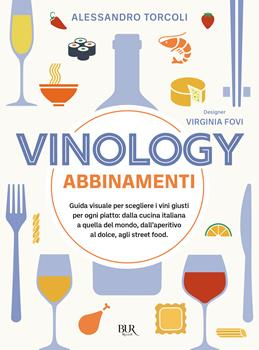 ALESSANDRO TORCOLI
Designer
VIRGINIA FOVI
VINOLOGY
ABBINAMENTI
Guida visuale per scegliere i vini giusti
per ogni piatto: dalla cucina italiana
a quella del mondo, dall'aperitivo
al dolce, agli street food.
BUR